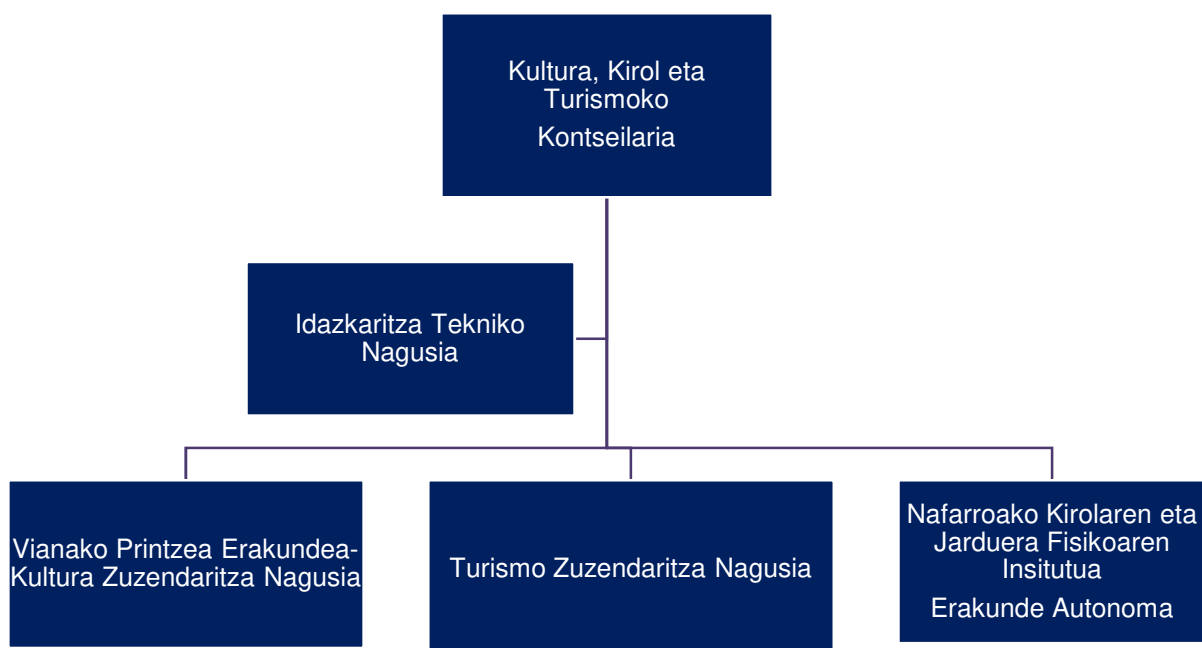 Kultura, Kirol eta
Turismoko
Kontseilaria
Idazkaritza Tekniko
Nagusia
Vianako Printzea Erakundea-
Kultura Zuzendaritza Nagusia
Turismo Zuzendaritza Nagusia
Nafarroako Kirolaren eta
Jarduera Fisikoaren
Insitutua
Erakunde Autonoma